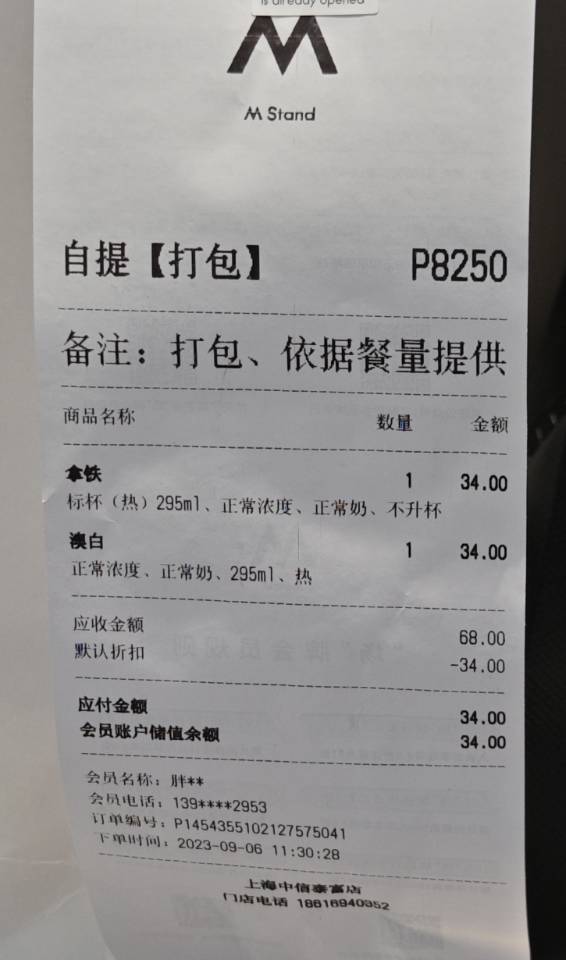 is already opened
M Stand
自提【打包】 P8250
备注：打包、依据餐量提供
商品名称 数量 金额
拿铁 1 34.00
标杯（热）295ml、正常浓度、正常奶、不升杯
澳白 1 34.00
正常浓度、正常奶、295ml、热
应收金额 68.00
默认折扣 -34.00
应付金额 34.00
会员账户储值余额 34.00
会员名称：胖**
会员电话：139****2953
订单编号：P1454355102127575041
下单时间：2023-09-06 11:30:28
上海中信泰富店
门店电话 18616940352